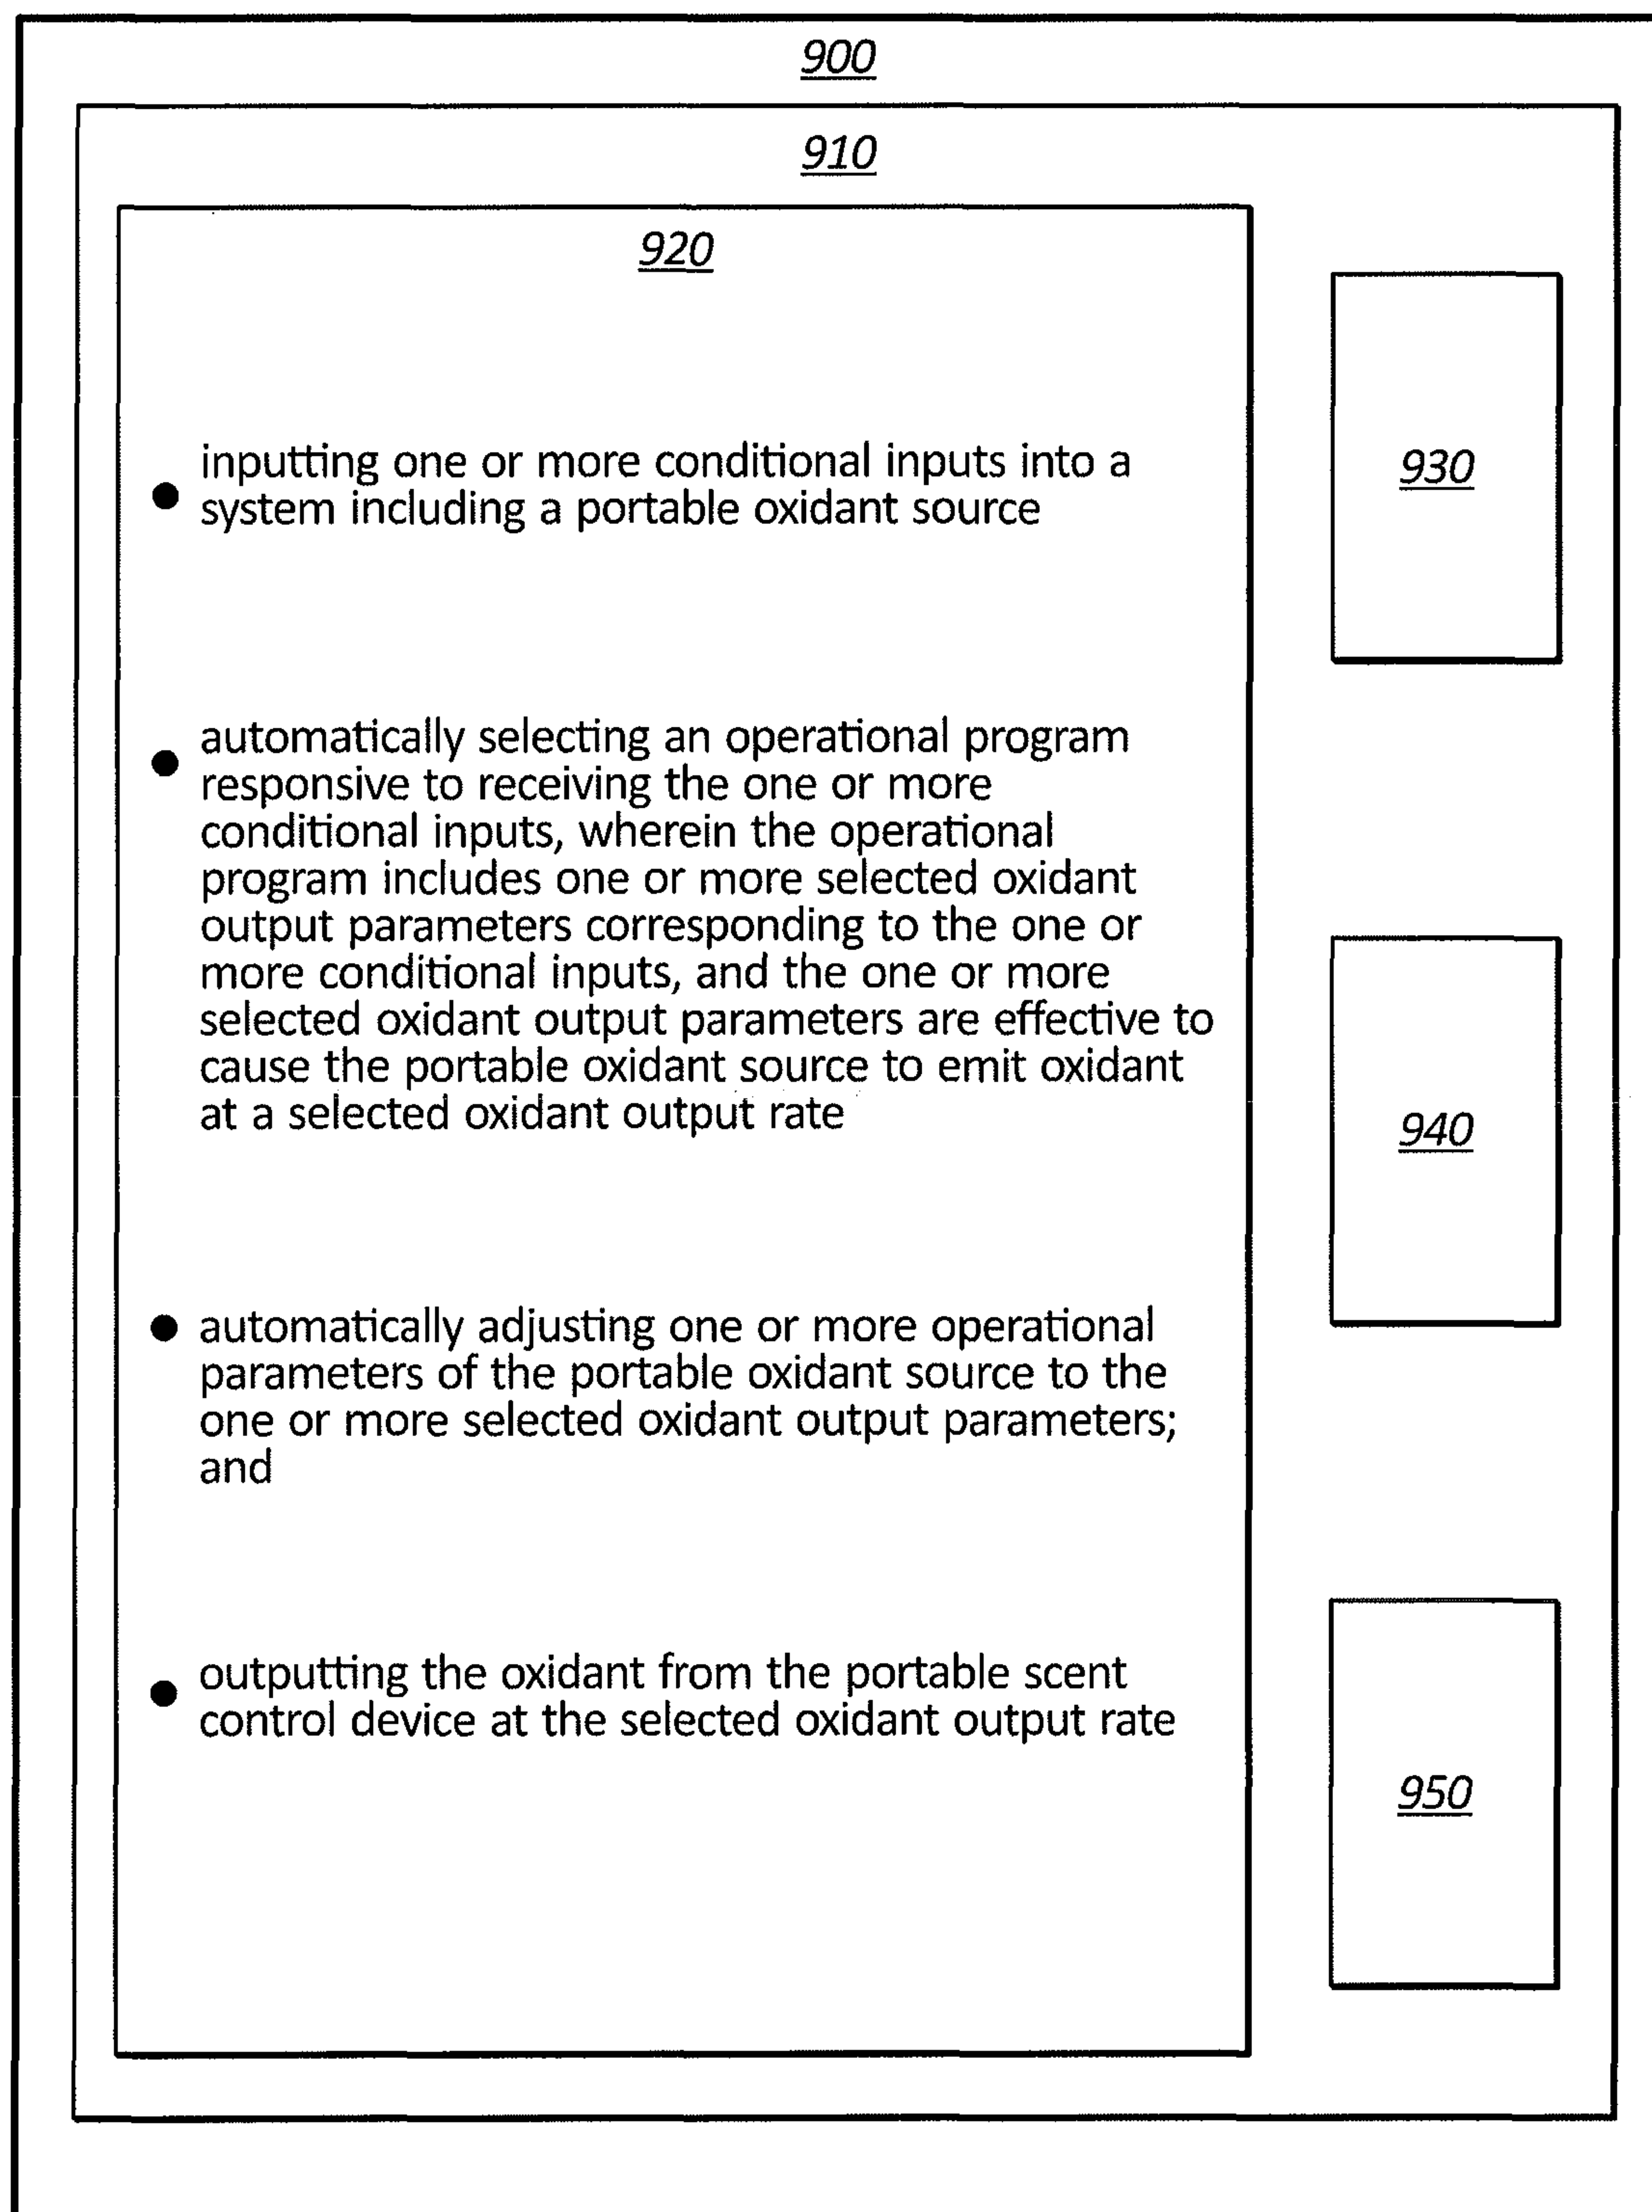 900
910
920
● inputting one or more conditional inputs into a
system including a portable oxidant source
● automatically selecting an operational program
responsive to receiving the one or more
conditional inputs, wherein the operational
program includes one or more selected oxidant
output parameters corresponding to the one or
more conditional inputs, and the one or more
selected oxidant output parameters are effective to
cause the portable oxidant source to emit oxidant
at a selected oxidant output rate
● automatically adjusting one or more operational
parameters of the portable oxidant source to the
one or more selected oxidant output parameters;
and
● outputting the oxidant from the portable scent
control device at the selected oxidant output rate
930
940
950